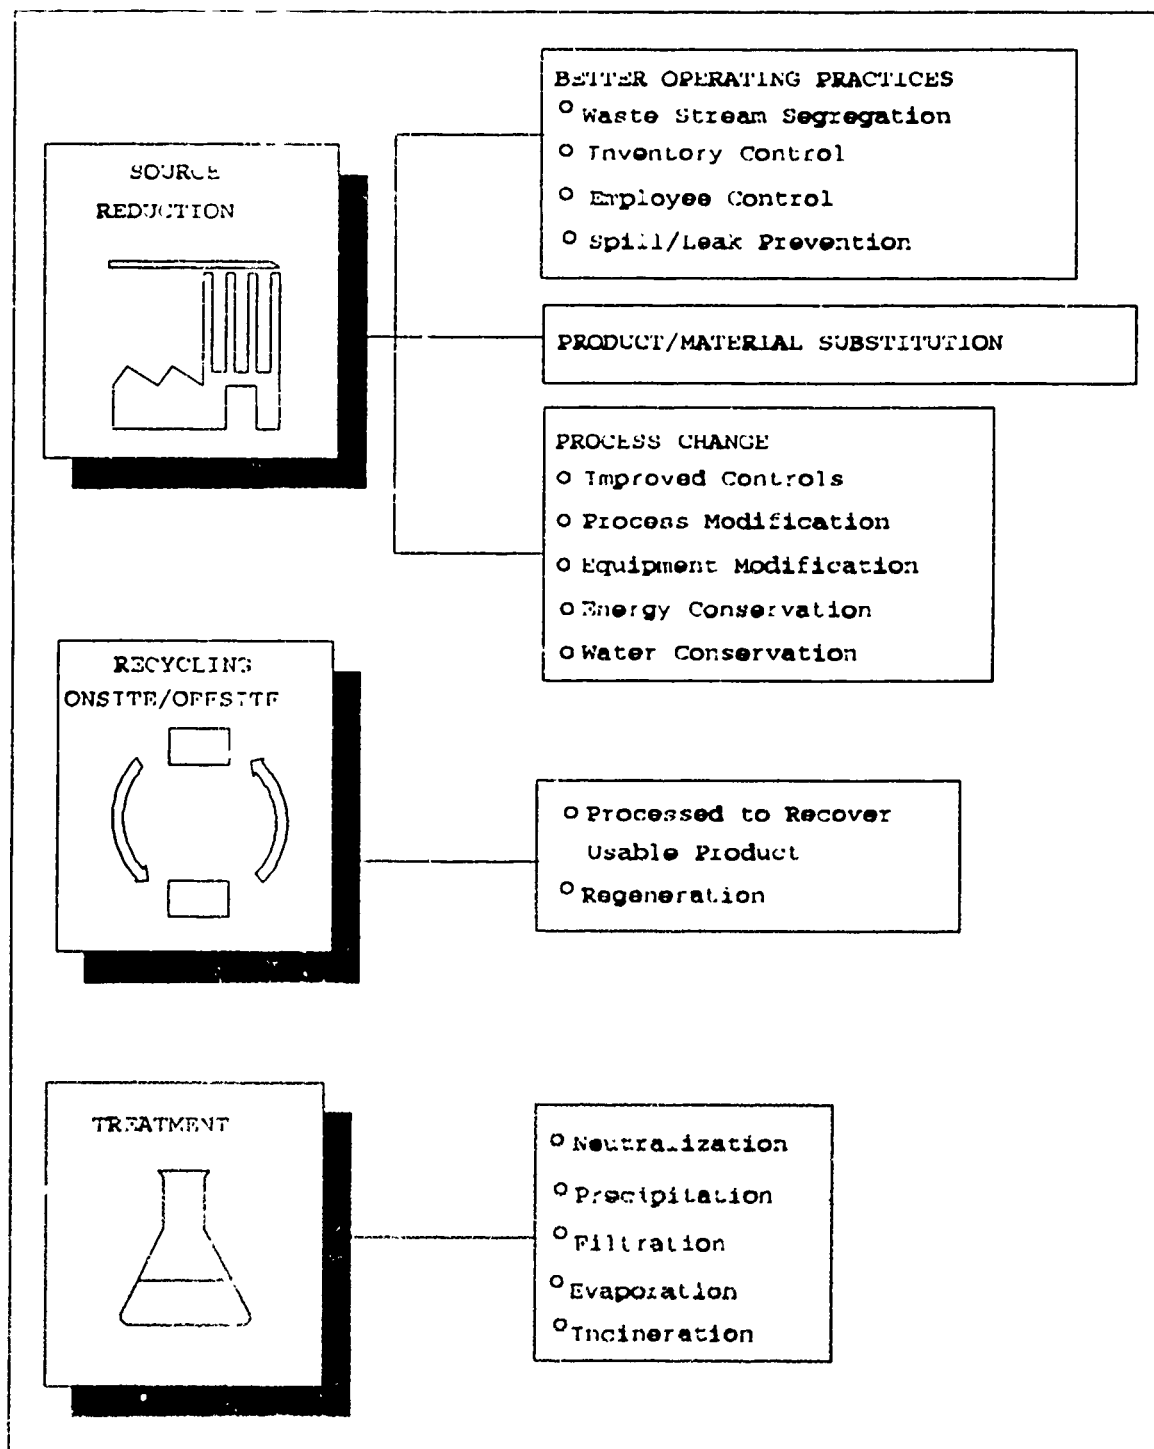 SOURCE
REDUCTION
BETTER OPERATING PRACTICES
o Waste Stream Segregation
o Inventory Control
o Employee Control
o Spill/Leak Prevention
PRODUCT/MATERIAL SUBSTITUTION
PROCESS CHANGE
o Improved Controls
o Process Modification
o Equipment Modification
o Energy Conservation
o Water Conservation
RECYCLING
ONSITE/OFFSITE
o Processed to Recover
Usable Product
o Regeneration
TREATMENT
o Neutralization
o Precipitation
o Filtration
o Evaporation
o Incineration